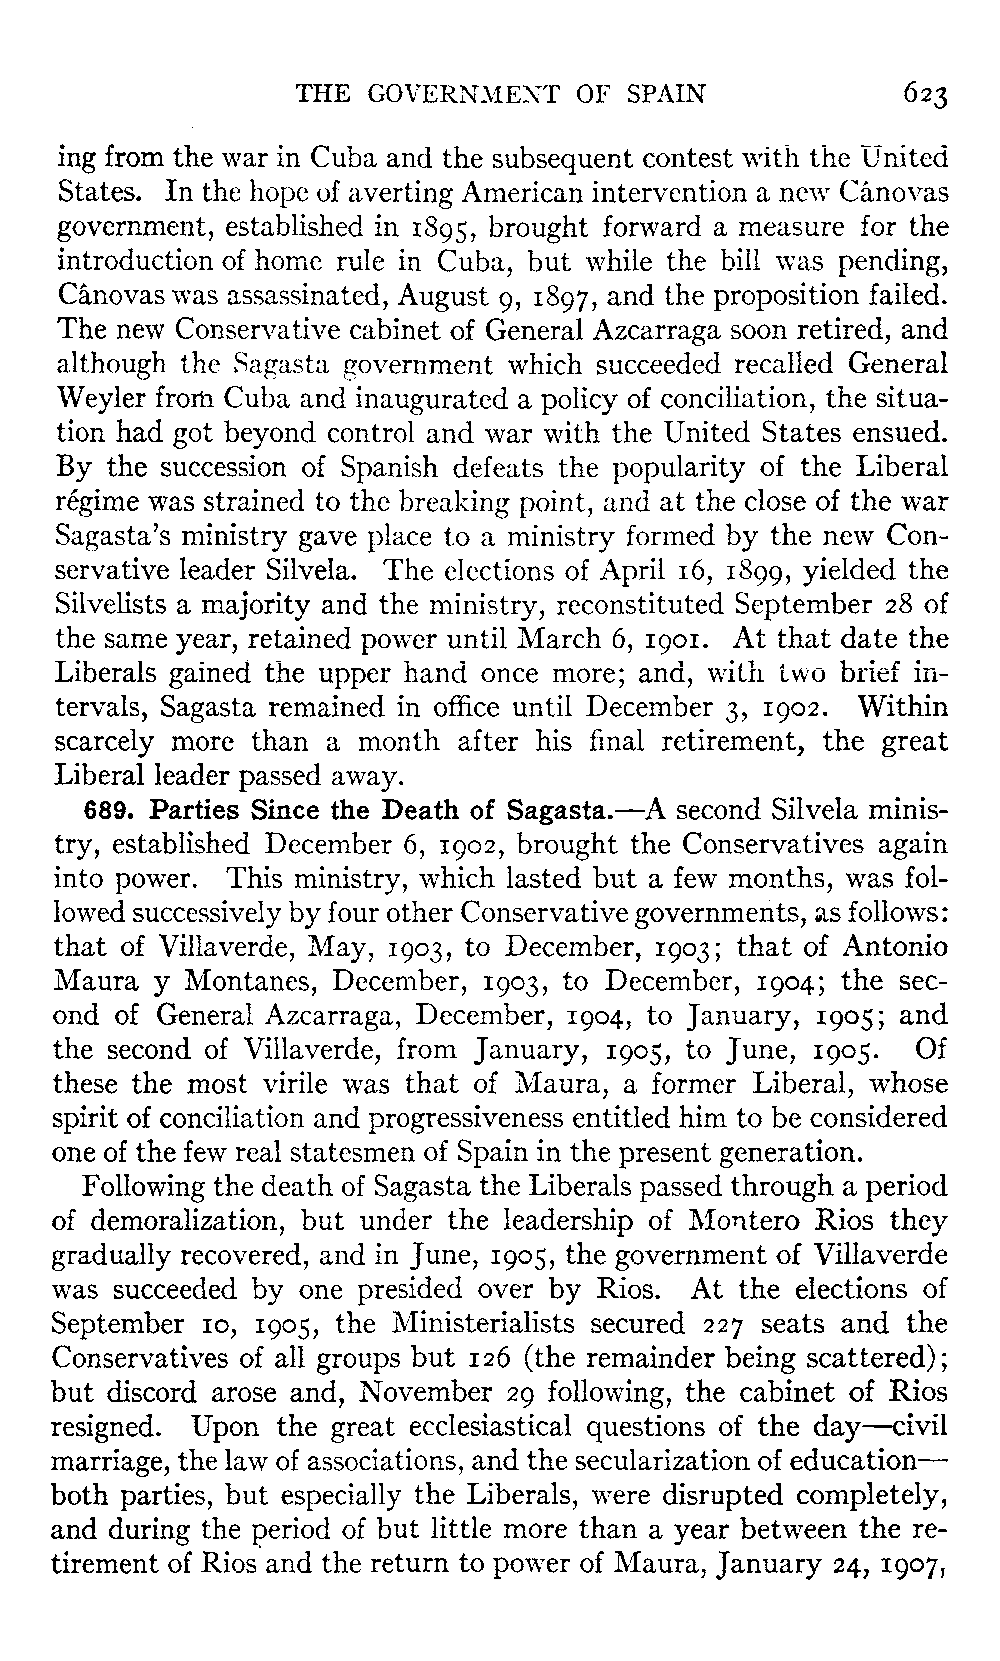 THE GOVERNMENT OF SPAIN 623
ing from the war in Cuba and the subsequent contest with the United
States. In the hope of averting American intervention a new Cânovas
government, established in 1895, brought forward a measure for the
introduction of home rule in Cuba, but while the bill was pending,
Cânovas was assassinated, August 9, 1897, and the proposition failed.
The new Conservative cabinet of General Azcarraga soon retired, and
although the Sagasta government which succeeded recalled General
Weyler from Cuba and inaugurated a policy of conciliation, the situa-
tion had got beyond control and war with the United States ensued.
By the succession of Spanish defeats the popularity of the Liberal
régime was strained to the breaking point, and at the close of the war
Sagasta's ministry gave place to a ministry formed by the new Con-
servative leader Silvela. The elections of April 16, 1899, yielded the
Silvelists a majority and the ministry, reconstituted September 28 of
the same year, retained power until March 6, 1901. At that date the
Liberals gained the upper hand once more; and, with two brief in-
tervals, Sagasta remained in office until December 3, 1902. Within
scarcely more than a month after his final retirement, the great
Liberal leader passed away.
689. Parties Since the Death of Sagasta.—A second Silvela minis-
try, established December 6, 1902, brought the Conservatives again
into power. This ministry, which lasted but a few months, was fol-
lowed successively by four other Conservative governments, as follows:
that of Villaverde, May, 1903, to December, 1903; that of Antonio
Maura y Montanes, December, 1903, to December, 1904; the sec-
ond of General Azcarraga, December, 1904, to January, 1905; and
the second of Villaverde, from January, 1905, to June, 1905. Of
these the most virile was that of Maura, a former Liberal, whose
spirit of conciliation and progressiveness entitled him to be considered
one of the few real statesmen of Spain in the present generation.
Following the death of Sagasta the Liberals passed through a period
of demoralization, but under the leadership of Montero Rios they
gradually recovered, and in June, 1905, the government of Villaverde
was succeeded by one presided over by Rios. At the elections of
September 10, 1905, the Ministerialists secured 227 seats and the
Conservatives of all groups but 126 (the remainder being scattered);
but discord arose and, November 29 following, the cabinet of Rios
resigned. Upon the great ecclesiastical questions of the day—civil
marriage, the law of associations, and the secularization of education—
both parties, but especially the Liberals, were disrupted completely,
and during the period of but little more than a year between the re-
tirement of Rios and the return to power of Maura, January 24, 1907,